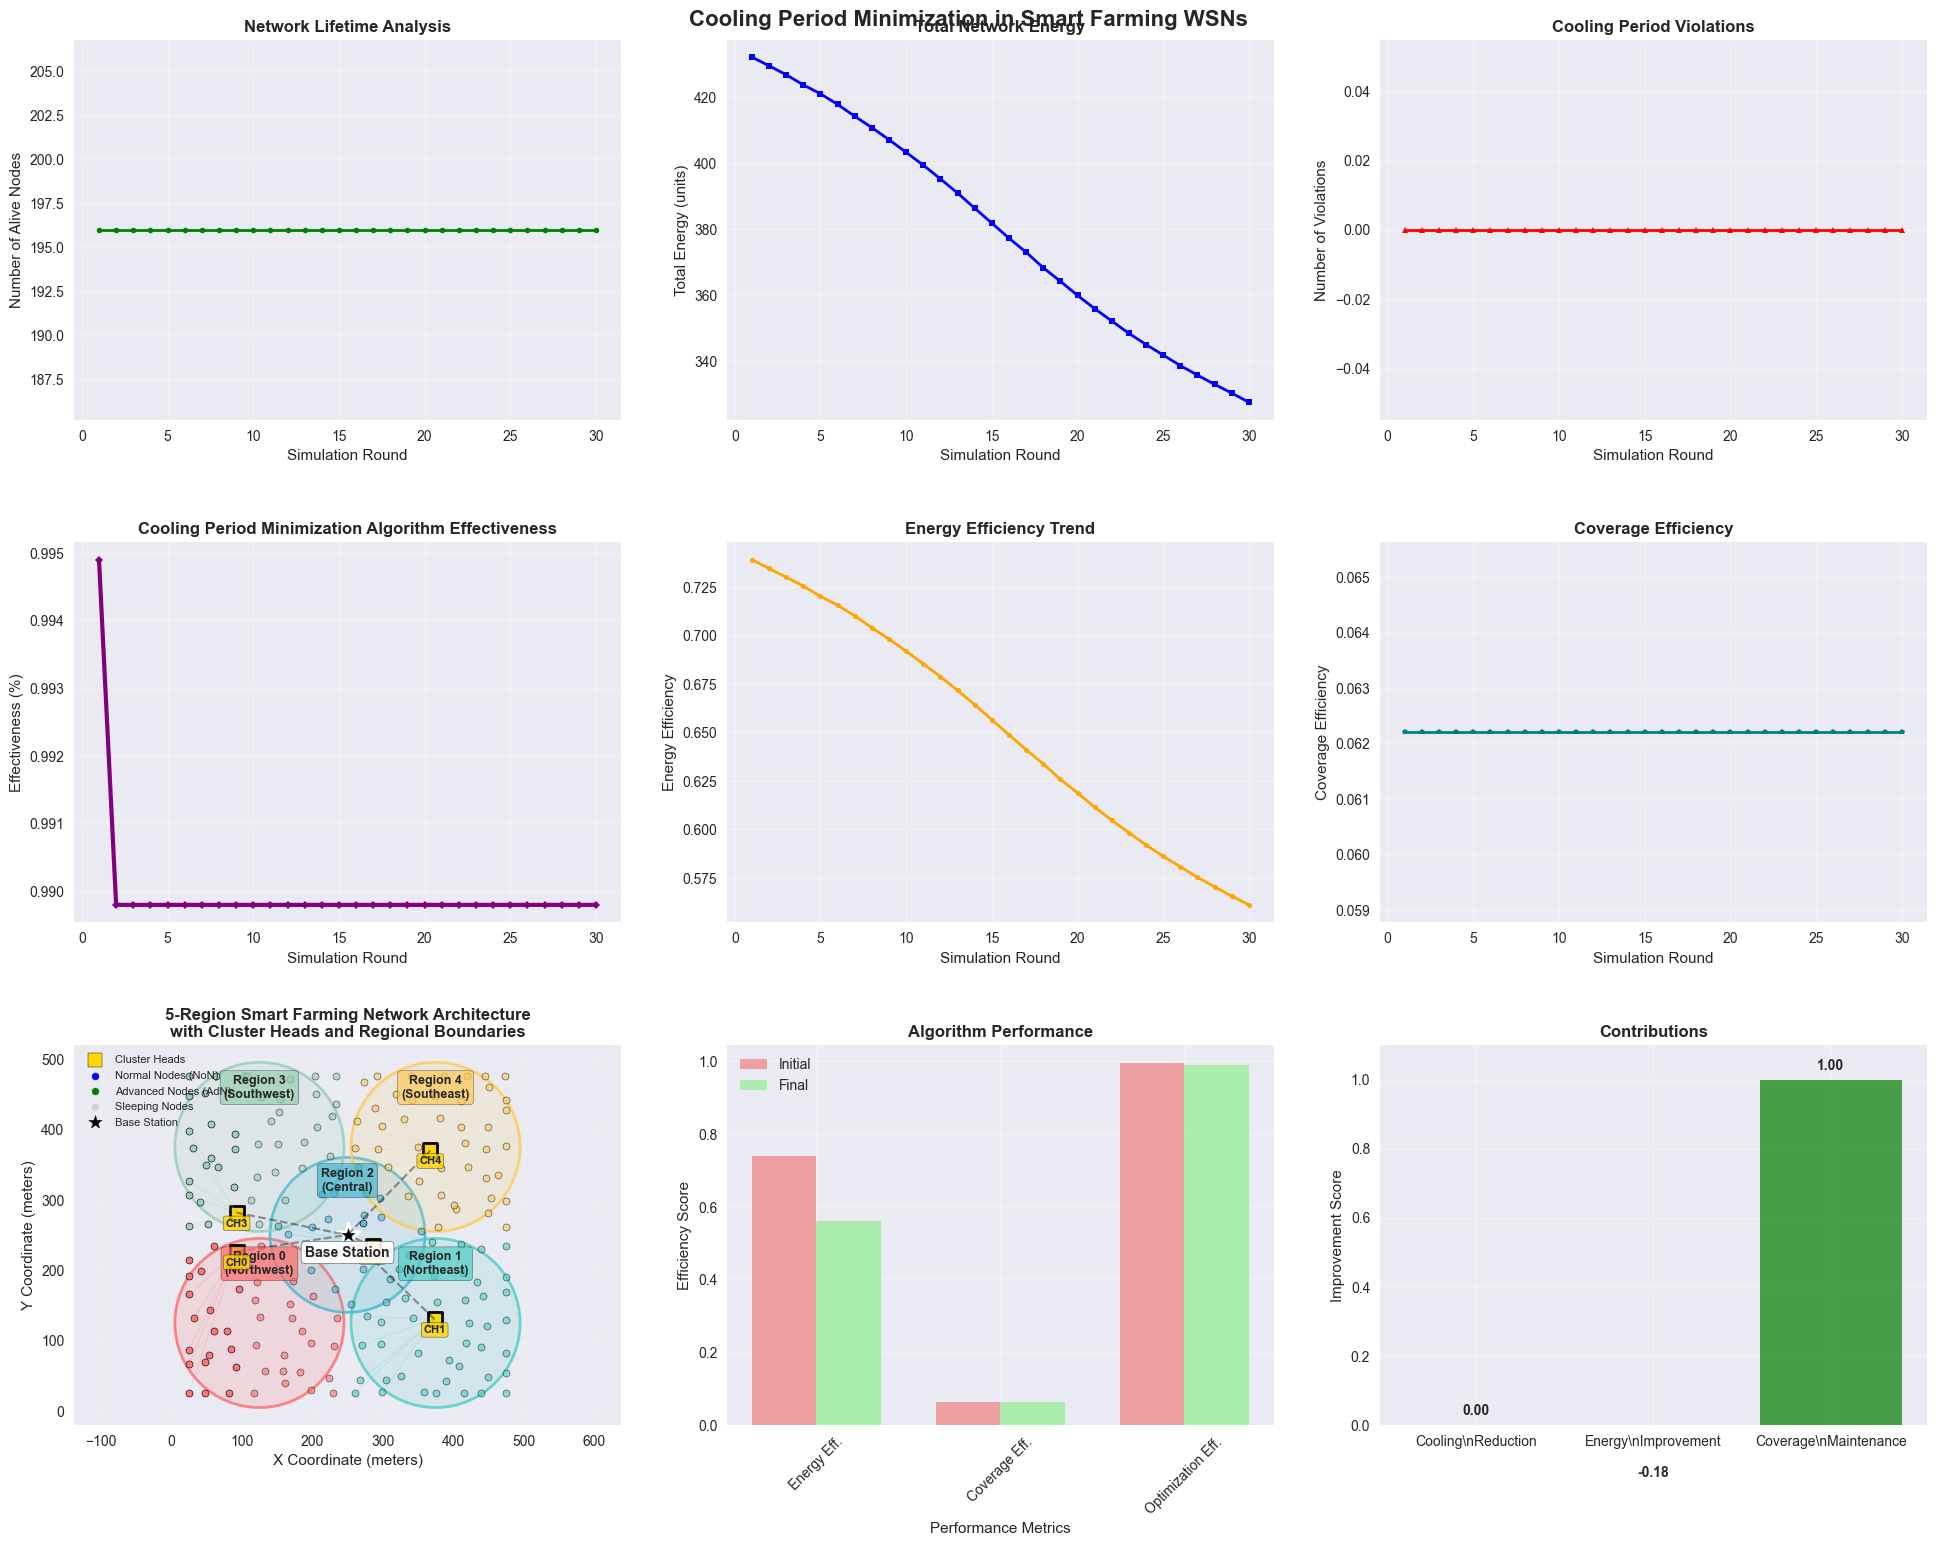 Cooling Period Minimization in Smart Farming WSNs
Network Lifetime Analysis
Number of Alive Nodes
205.0
202.5
200.0
197.5
195.0
192.5
190.0
187.5
0 5 10 15 20 25 30
Simulation Round
Total Network Energy
Total Energy (units)
420
400
380
360
340
0 5 10 15 20 25 30
Simulation Round
Cooling Period Violations
Number of Violations
0.04
0.02
0.00
−0.02
−0.04
0 5 10 15 20 25 30
Simulation Round
Cooling Period Minimization Algorithm Effectiveness
Effectiveness (%)
0.995
0.994
0.993
0.992
0.991
0.990
0 5 10 15 20 25 30
Simulation Round
Energy Efficiency Trend
Energy Efficiency
0.725
0.700
0.675
0.650
0.625
0.600
0.575
0 5 10 15 20 25 30
Simulation Round
Coverage Efficiency
Coverage Efficiency
0.065
0.064
0.063
0.062
0.061
0.060
0.059
0 5 10 15 20 25 30
Simulation Round
5-Region Smart Farming Network Architecture
with Cluster Heads and Regional Boundaries
Y Coordinate (meters)
500
400
300
200
100
0
Cluster Heads
Normal Nodes (NoN)
Advanced Nodes (AdN)
Sleeping Nodes
Base Station
Region 3
(Southwest)
Region 4
(Southeast)
CH4
Region 2
(Central)
CH3
Base Station
CH0
Region 0
(Northwest)
Region 1
(Northeast)
CH1
−100 0 100 200 300 400 500 600
X Coordinate (meters)
Algorithm Performance
Efficiency Score
1.0
0.8
0.6
0.4
0.2
0.0
Initial
Final
Energy Eff.
Coverage Eff.
Optimization Eff.
Performance Metrics
Contributions
Improvement Score
1.0
0.8
0.6
0.4
0.2
0.0
1.00
0.00
Cooling\nReduction
Energy\nImprovement
Coverage\nMaintenance
-0.18